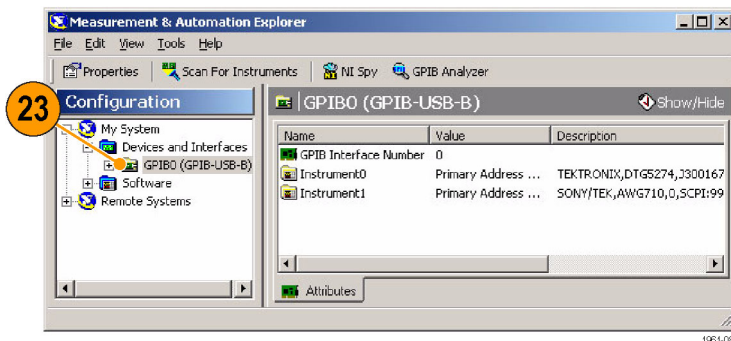 Measurement & Automation Explorer
File Edit View Tools Help
Properties Scan For Instruments NI Spy GPIB Analyzer
23
Configuration
My System
Devices and Interfaces
GPIB0 (GPIB-USB-B)
Software
Remote Systems
GPIB0 (GPIB-USB-B) Show/Hide
Name Value Description
GPIB Interface Number 0
Instrument0 Primary Address ... TEKTRONIX,DTG5274,J300167
Instrument1 Primary Address ... SONY/TEK,AWG710,0,SCPI:99
Attributes